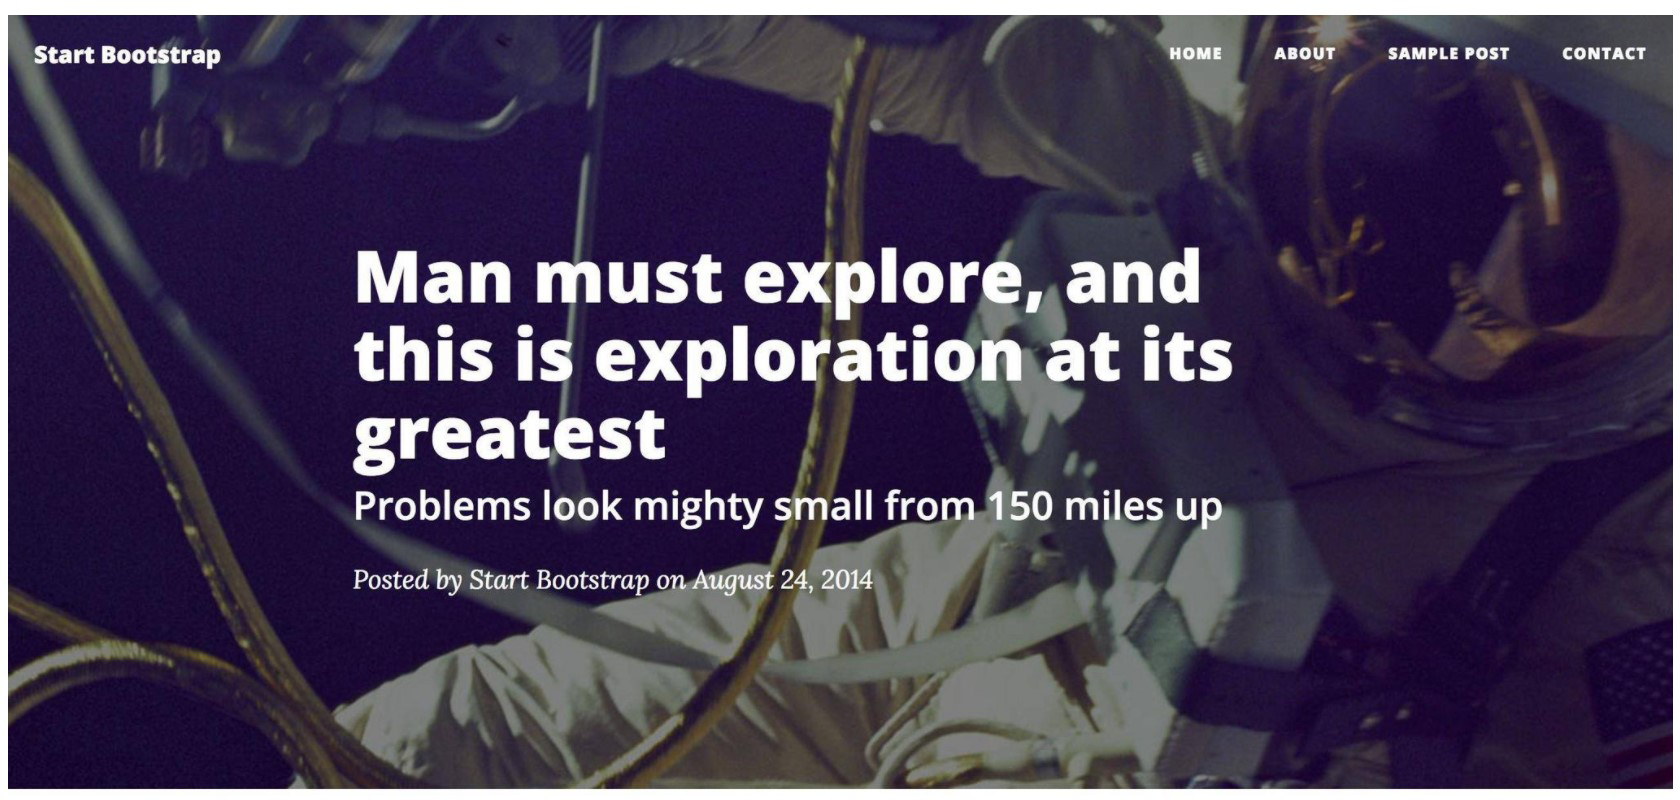 Start Bootstrap
HOME ABOUT SAMPLE POST CONTACT
Man must explore, and
this is exploration at its
greatest
Problems look mighty small from 150 miles up
Posted by Start Bootstrap on August 24, 2014